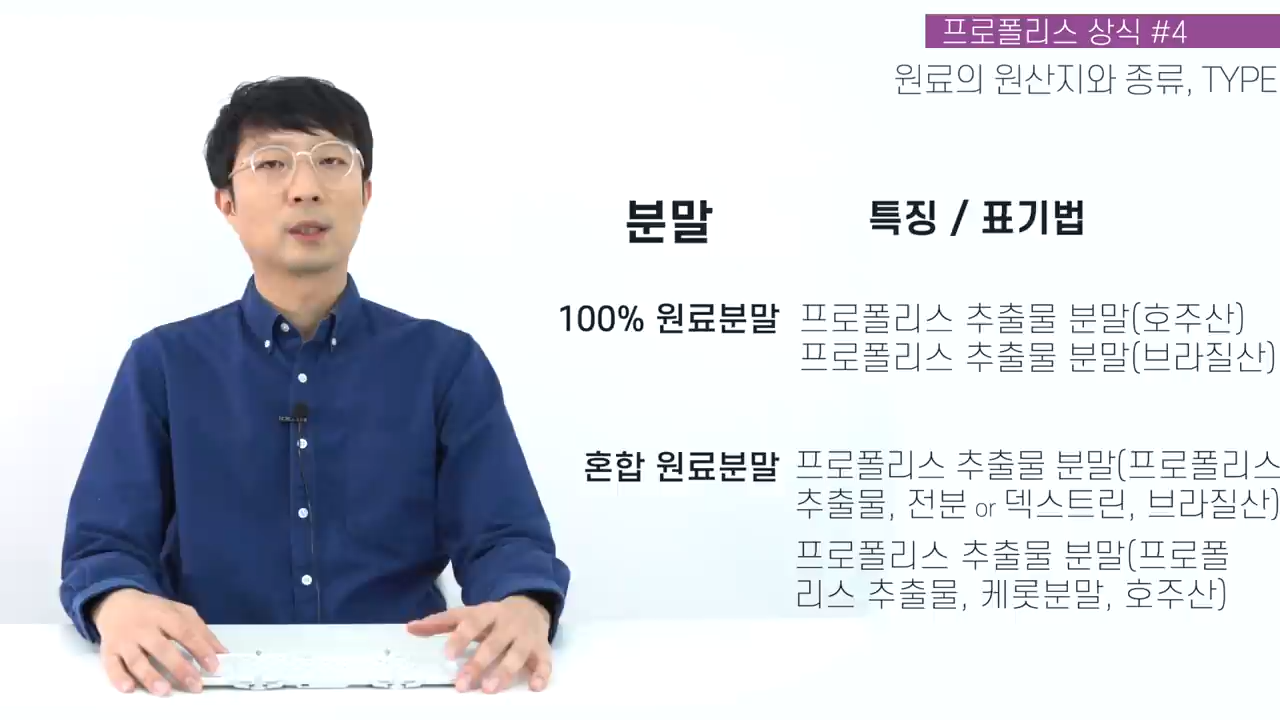 프로폴리스 상식 #4
원료의 원산지와 종류, TYPE
분말
특징 / 표기법
100% 원료분말
프로폴리스 추출물 분말(호주산)
프로폴리스 추출물 분말(브라질산)
혼합 원료분말
프로폴리스 추출물 분말(프로폴리스
추출물, 전분 or 덱스트린, 브라질산)
프로폴리스 추출물 분말(프로폴
리스 추출물, 케롯분말, 호주산)